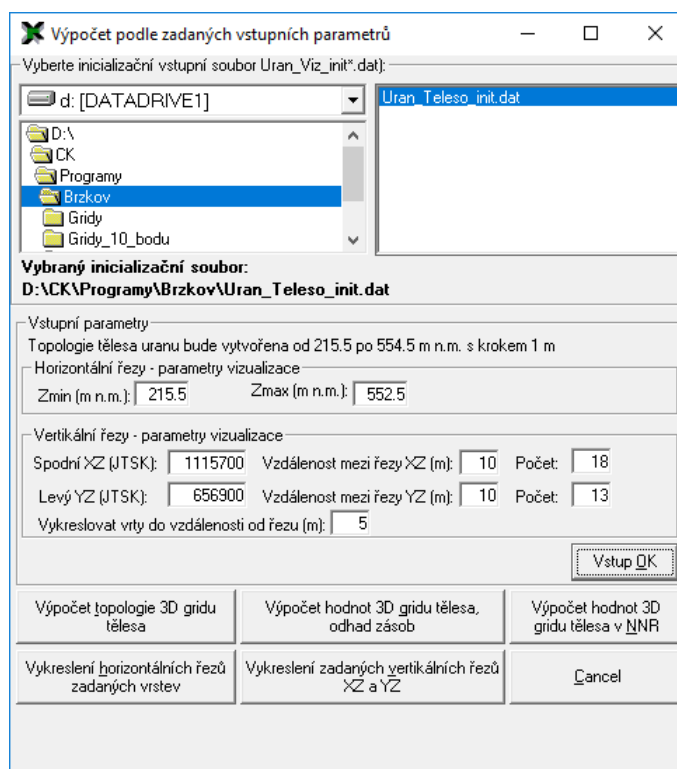 Výpočet podle zadaných vstupních parametrů
Vyberte inicializační vstupní soubor Uran_Viz_init*.dat):
d: [DATADRIVE1]
Uran_Teleso_init.dat
D:\
CK
Programy
Brzkov
Gridy
Gridy_10_bodu
Vybraný inicializační soubor:
D:\CK\Programy\Brzkov\Uran_Teleso_init.dat
Vstupní parametry
Topologie tělesa uranu bude vytvořena od 215.5 po 554.5 m n.m. s krokem 1 m
Horizontální řezy - parametry vizualizace
Zmin (m n.m.): 215.5 Zmax (m n.m.): 552.5
Vertikální řezy - parametry vizualizace
Spodní XZ (JTSK): 1115700 Vzdálenost mezi řezy XZ (m): 10 Počet: 18
Levý YZ (JTSK): 656900 Vzdálenost mezi řezy YZ (m): 10 Počet: 13
Vykreslovat vrty do vzdálenosti od řezu (m): 5
Vstup OK
Výpočet topologie 3D gridu
tělesa
Výpočet hodnot 3D gridu tělesa,
odhad zásob
Výpočet hodnot 3D
gridu tělesa v NNR
Vykreslení horizontálních řezů
zadaných vrstev
Vykreslení zadaných vertikálních řezů
XZ a YZ
Cancel